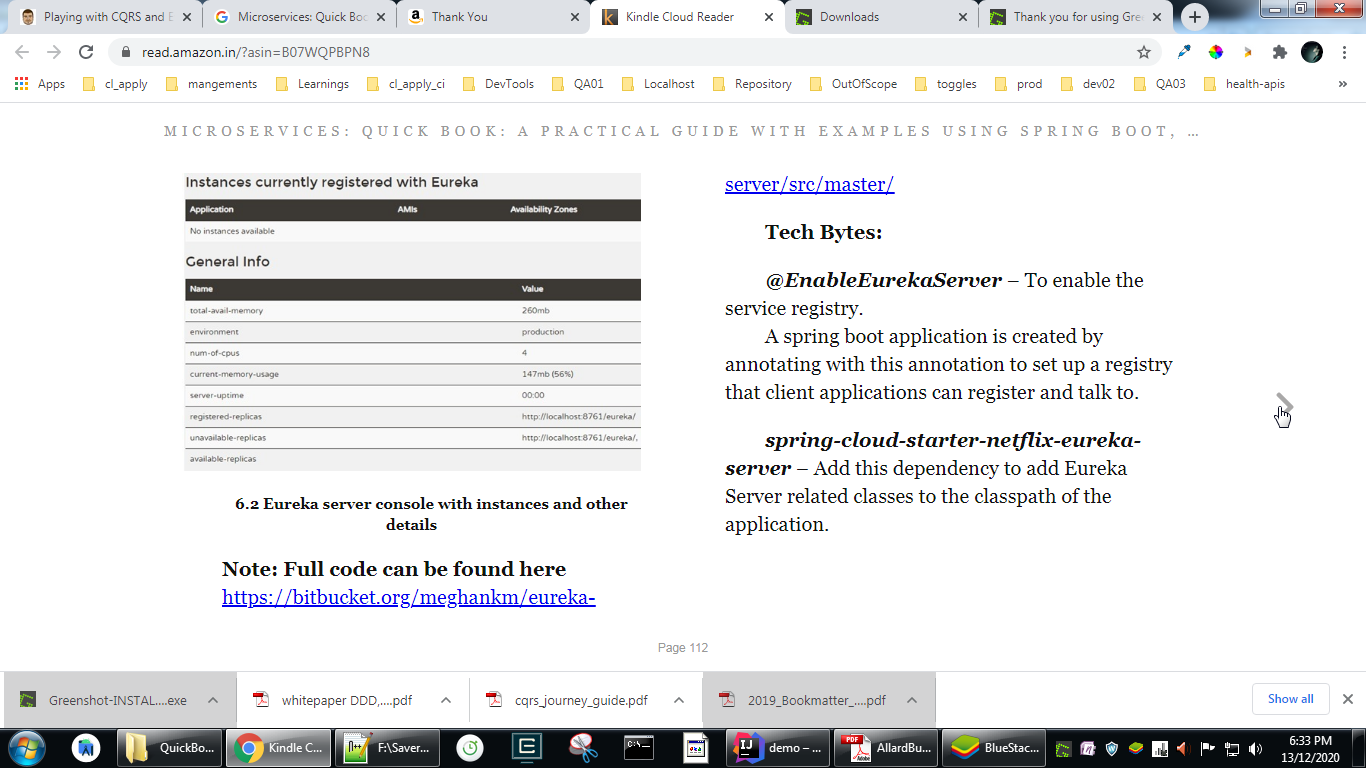 Playing with CQRS and E
Microservices: Quick Boo
Thank You
Kindle Cloud Reader
Downloads
Thank you for using Gre
read.amazon.in/?asin=B07WQPBPN8
Apps
cl_apply
mangements
Learnings
cl_apply_ci
DevTools
QA01
Localhost
Repository
OutOfScope
toggles
prod
dev02
QA03
health-apis
»
MICROSERVICES: QUICK BOOK: A PRACTICAL GUIDE WITH EXAMPLES USING SPRING BOOT, …
Instances currently registered with Eureka
Application AMIs Availability Zones
No instances available
General Info
Name Value
total-avail-memory 260mb
environment production
num-of-cpus 4
current-memory-usage 147mb (56%)
server-uptime 00:00
registered-replicas http://localhost:8761/eureka/
unavailable-replicas http://localhost:8761/eureka/,
available-replicas
6.2 Eureka server console with instances and other
details
Note: Full code can be found here
https://bitbucket.org/meghankm/eureka-
server/src/master/
Tech Bytes:
@EnableEurekaServer – To enable the
service registry.
A spring boot application is created by
annotating with this annotation to set up a registry
that client applications can register and talk to.
spring-cloud-starter-netflix-eureka-
server – Add this dependency to add Eureka
Server related classes to the classpath of the
application.
Page 112
Greenshot-INSTAL....exe
whitepaper DDD,....pdf
cqrs_journey_guide.pdf
2019_Bookmatter_....pdf
Show all
QuickBo...
Kindle C...
F:\Saver...
demo – ...
AllardBu...
BlueStac...
6:33 PM
13/12/2020